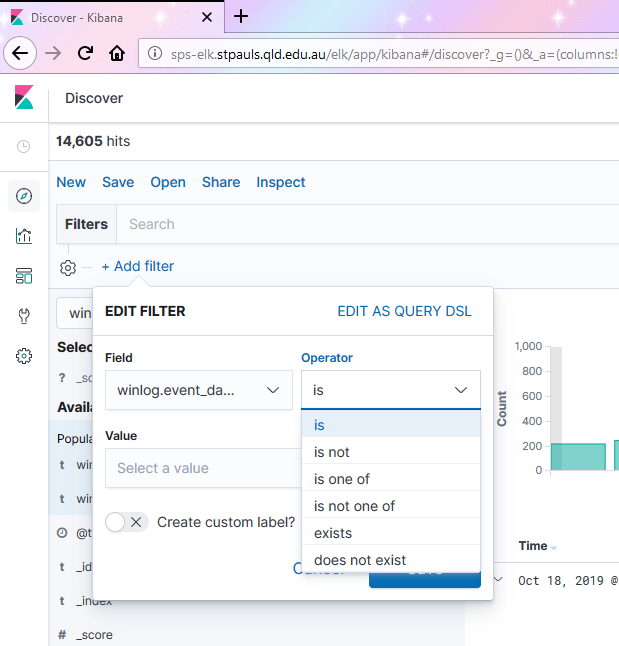 Discover - Kibana
sps-elk.stpauls.qld.edu.au/elk/app/kibana#/discover?_g=()&_a=(columns:!
Discover
14,605 hits
New Save Open Share Inspect
Filters Search
+ Add filter
EDIT FILTER EDIT AS QUERY DSL
Field Operator
winlog.event_da... is
Value
Select a value
Create custom label?
is
is not
is one of
is not one of
exists
does not exist
win
Selec
? _so
Availa
Popula
t win
t win
@t
t _id
t _index
# _score
1,000
800
600
400
200
0
Count
Time
Oct 18, 2019 @